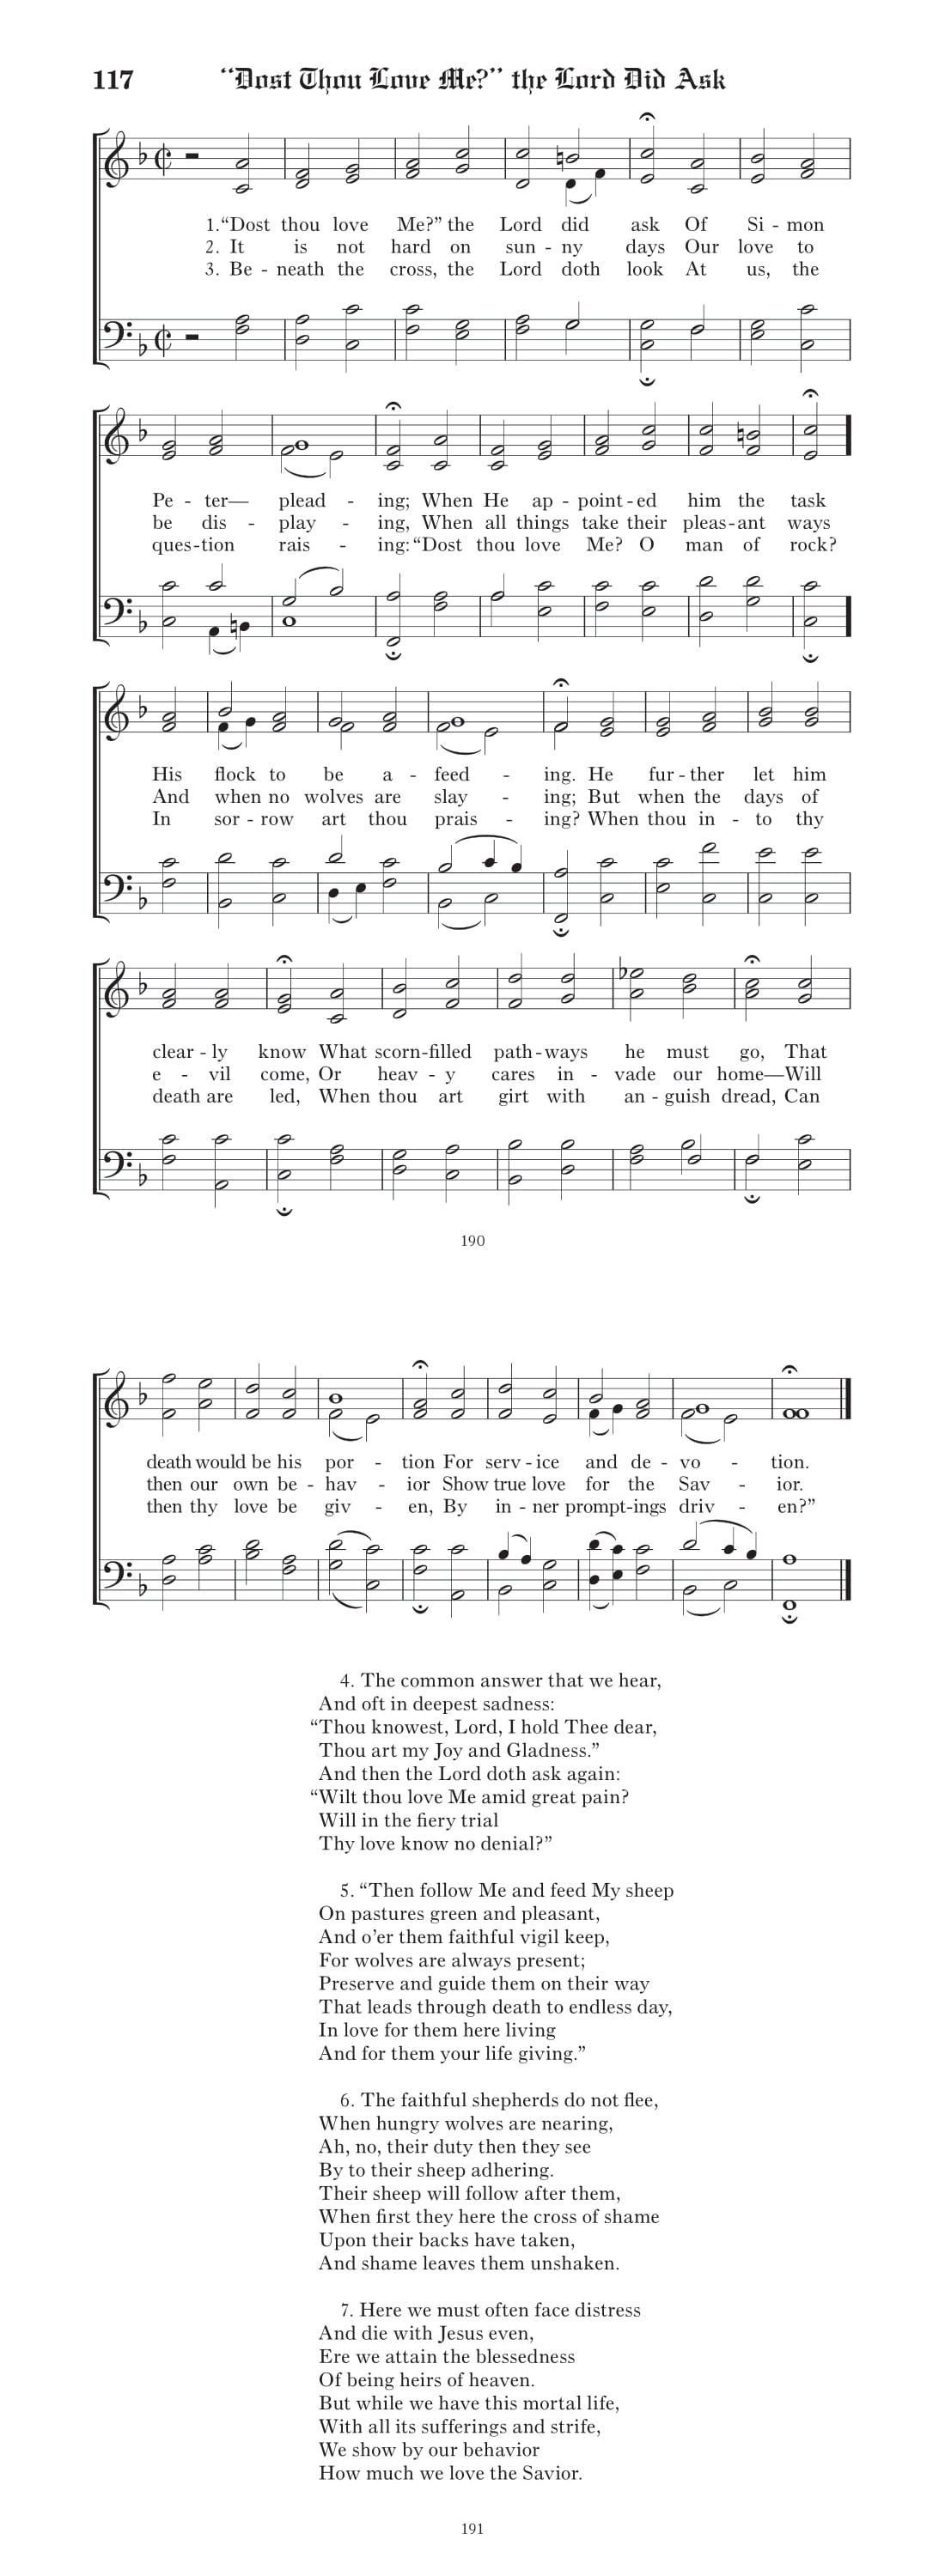 117 “Dost Thou Love Me?” the Lord Did Ask
1. “Dost thou love Me?” the Lord did ask Of Si - mon
2. It is not hard on sun - ny days Our love to
3. Be - neath the cross, the Lord doth look At us, the
Pe - ter— plead - ing; When He ap - point - ed him the task
be dis - play - ing, When all things take their pleas - ant ways
ques - tion rais - ing: “Dost thou love Me? O man of rock?
His flock to be a - feed - ing. He fur - ther let him
And when no wolves are slay - ing; But when the days of
In sor - row art thou prais - ing? When thou in - to thy
clear - ly know What scorn-filled path - ways he must go, That
e - vil come, Or heav - y cares in - vade our home—Will
death are led, When thou art girt with an - guish dread, Can
190
death would be his por - tion For serv - ice and de - vo - tion.
then our own be - hav - ior Show true love for the Sav - ior.
then thy love be giv - en, By in - ner prompt-ings driv - en?”
4. The common answer that we hear,
And oft in deepest sadness:
“Thou knowest, Lord, I hold Thee dear,
Thou art my Joy and Gladness.”
And then the Lord doth ask again:
“Wilt thou love Me amid great pain?
Will in the fiery trial
Thy love know no denial?”
5. “Then follow Me and feed My sheep
On pastures green and pleasant,
And o’er them faithful vigil keep,
For wolves are always present;
Preserve and guide them on their way
That leads through death to endless day,
In love for them here living
And for them your life giving.”
6. The faithful shepherds do not flee,
When hungry wolves are nearing,
Ah, no, their duty then they see
By to their sheep adhering.
Their sheep will follow after them,
When first they here the cross of shame
Upon their backs have taken,
And shame leaves them unshaken.
7. Here we must often face distress
And die with Jesus even,
Ere we attain the blessedness
Of being heirs of heaven.
But while we have this mortal life,
With all its sufferings and strife,
We show by our behavior
How much we love the Savior.
191